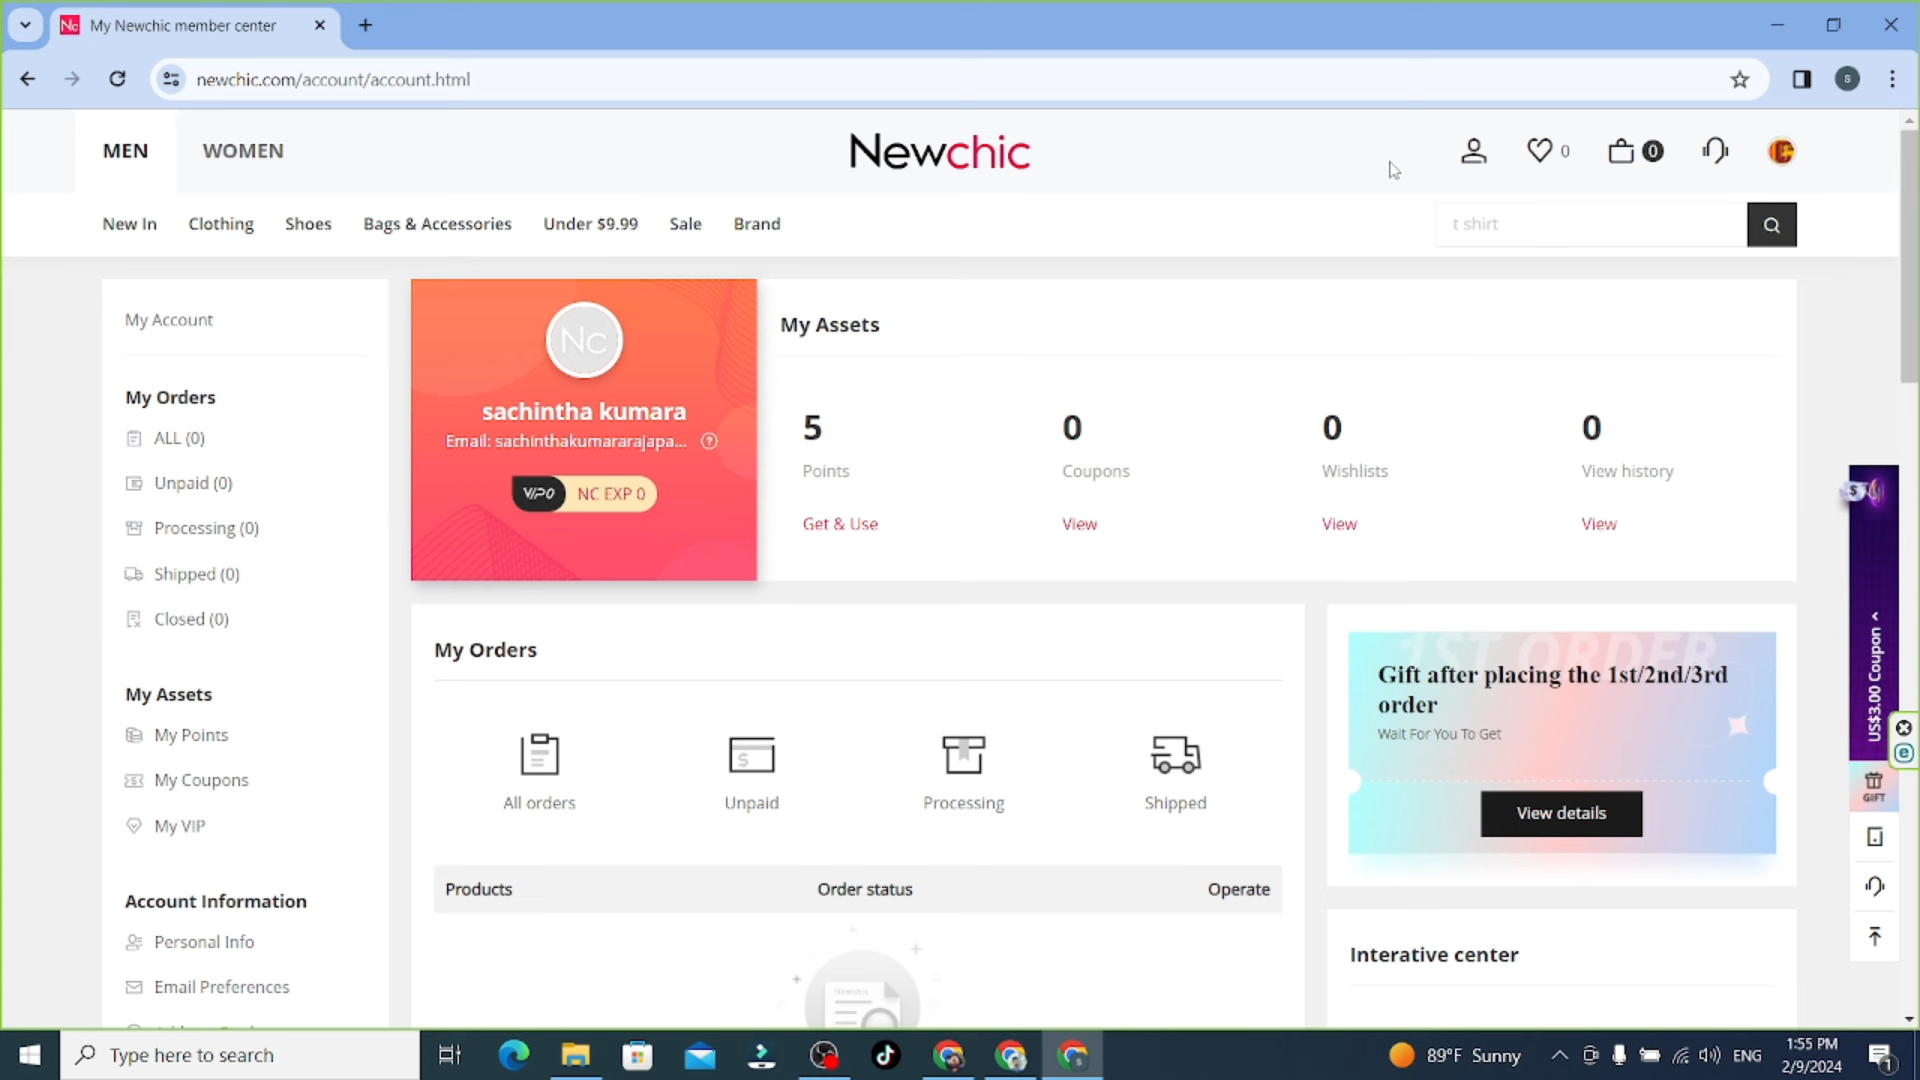 My Newchic member center
newchic.com/account/account.html
S
MEN
WOMEN
Newchic
0
0
New In
Clothing
Shoes
Bags & Accessories
Under $9.99
Sale
Brand
t shirt
My Account
My Orders
ALL (0)
Unpaid (0)
Processing (0)
Shipped (0)
Closed (0)
My Assets
My Points
My Coupons
My VIP
Account Information
Personal Info
Email Preferences
Nc
sachintha kumara
Email: sachinthakumararajapa...
VIP0 NC EXP 0
My Assets
5
0
0
0
Points
Coupons
Wishlists
View history
Get & Use
View
View
View
My Orders
All orders
Unpaid
Processing
Shipped
Products
Order status
Operate
Newchic
1ST ORDER
Gift after placing the 1st/2nd/3rd
order
Wait For You To Get
View details
Interative center
US$3.00 Coupon
GIFT
Type here to search
89°F Sunny
ENG
1:55 PM
2/9/2024
1